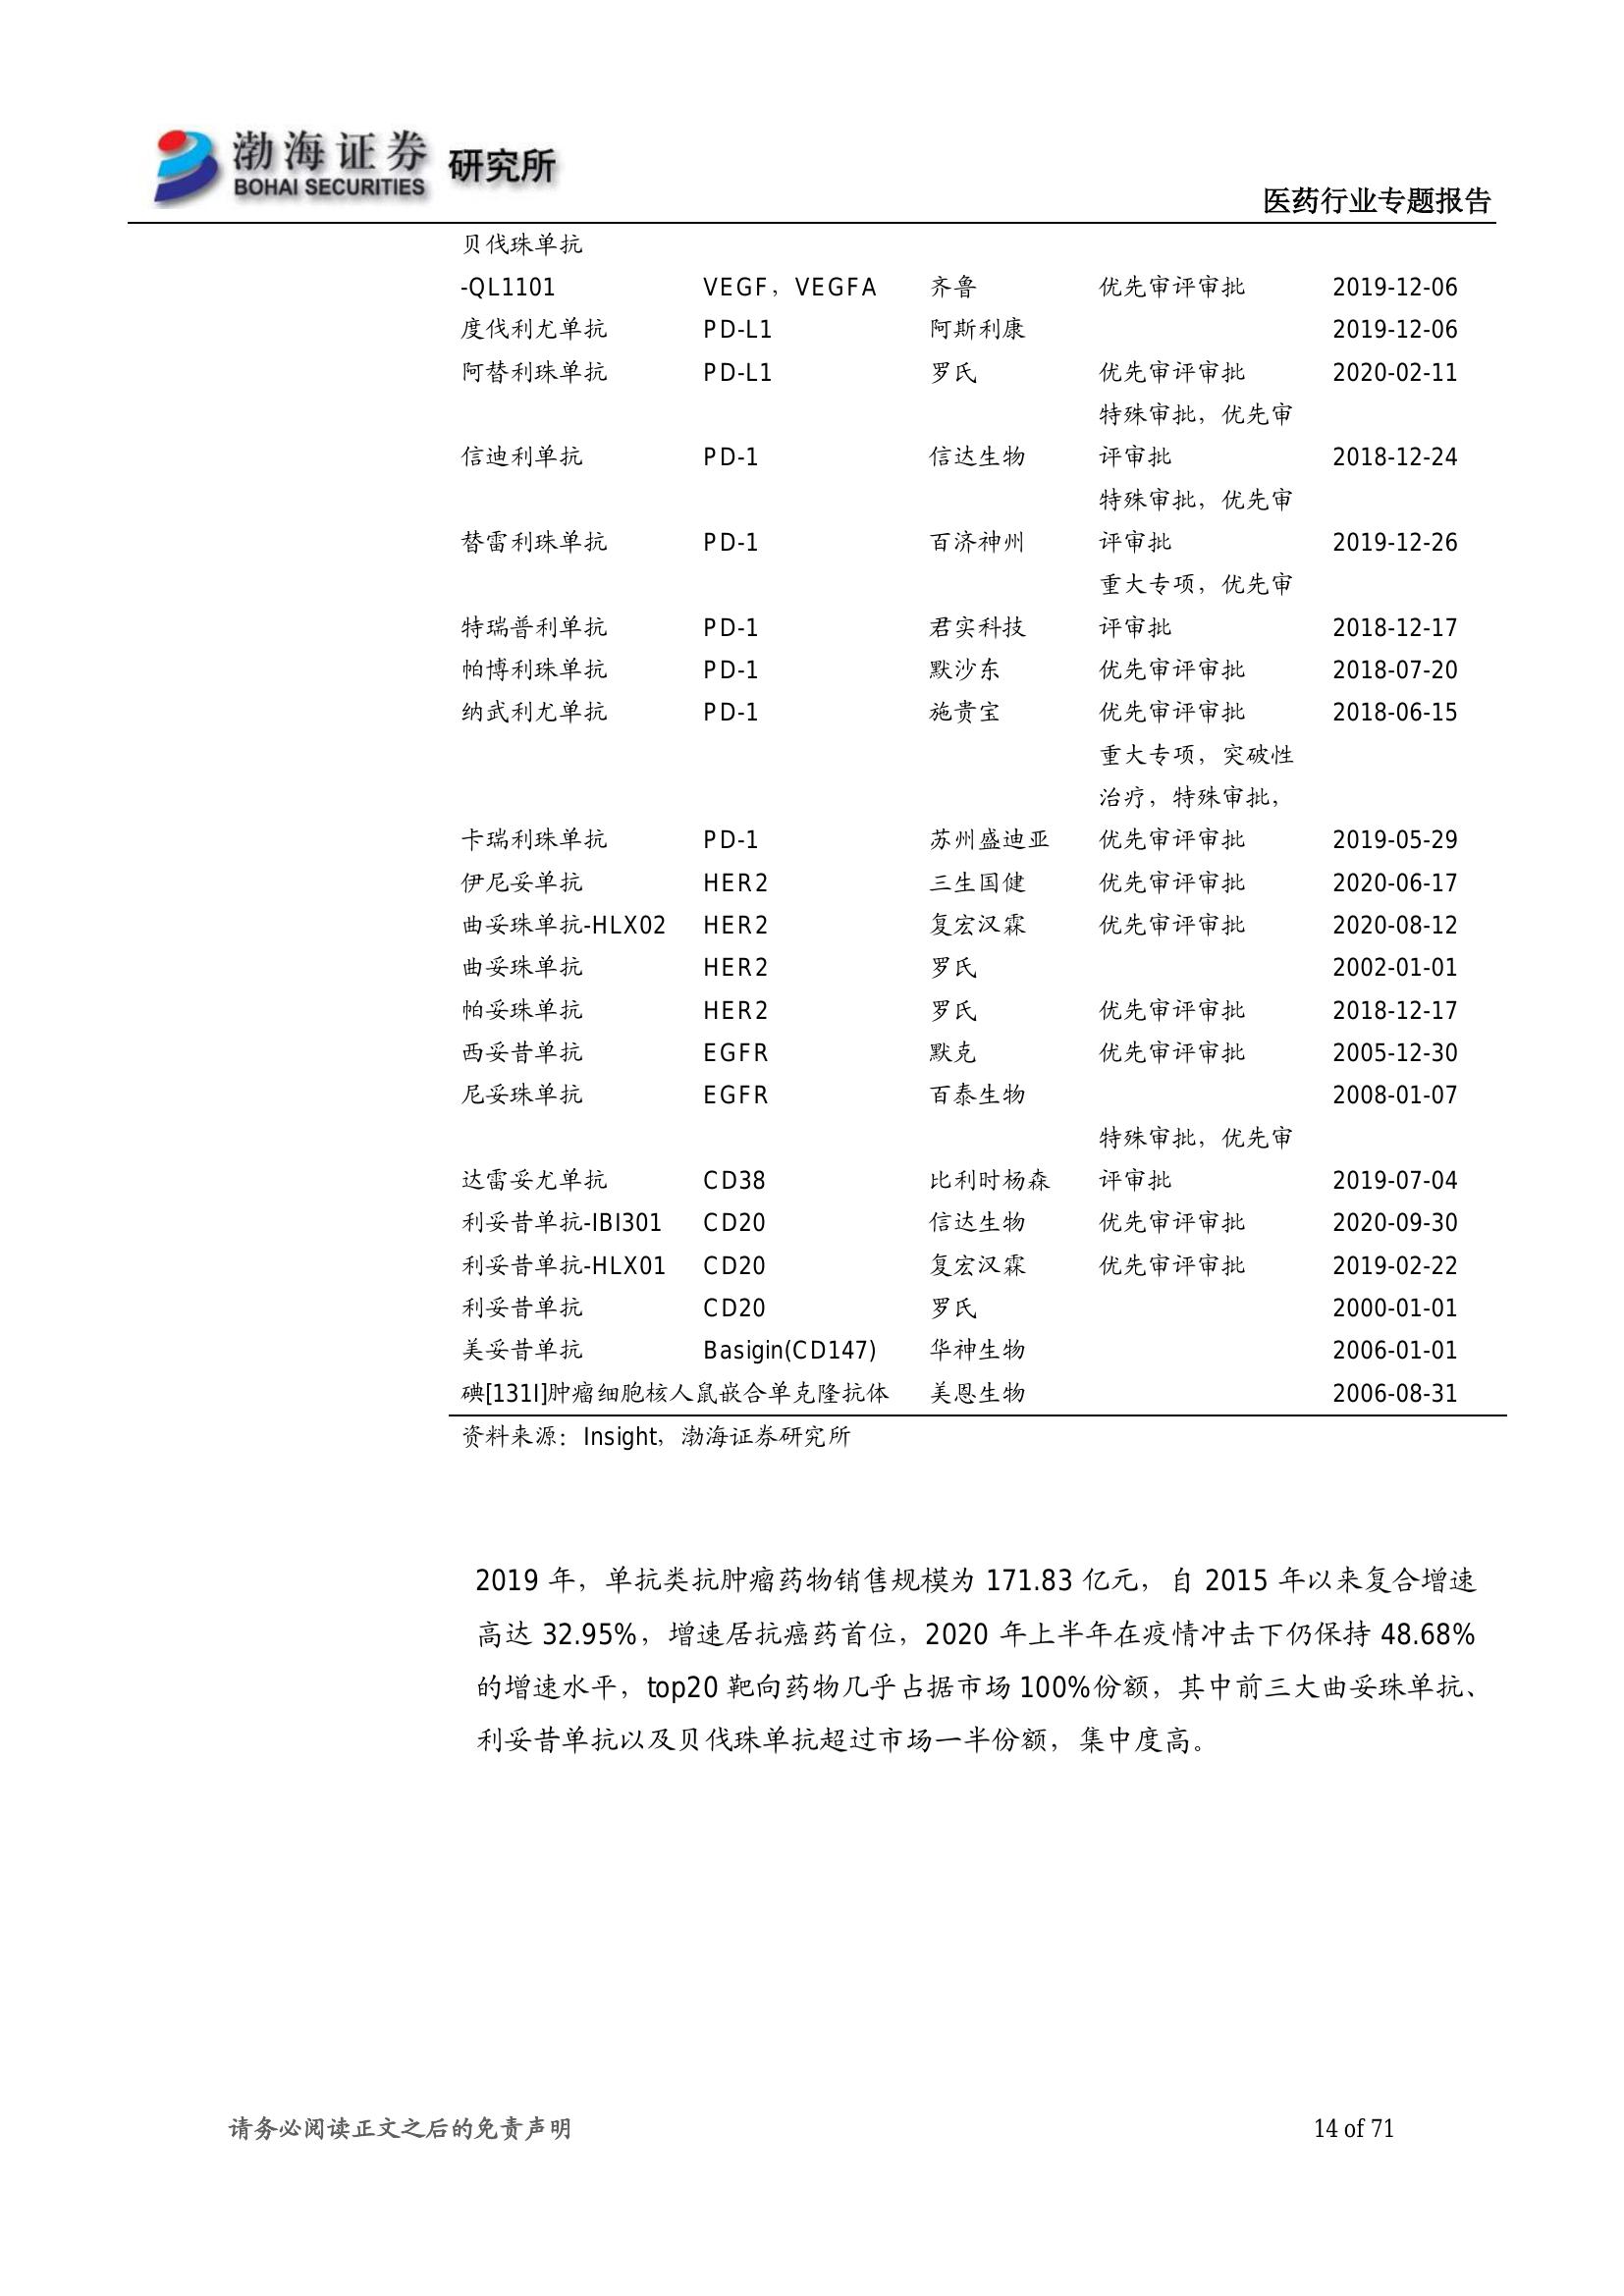 渤海证券 研究所
BOHAI SECURITIES
医药行业专题报告
贝伐珠单抗
-QL1101 VEGF，VEGFA 齐鲁 优先审评审批 2019-12-06
度伐利尤单抗 PD-L1 阿斯利康 2019-12-06
阿替利珠单抗 PD-L1 罗氏 优先审评审批 2020-02-11
特殊审批，优先审
信迪利单抗 PD-1 信达生物 评审批 2018-12-24
特殊审批，优先审
替雷利珠单抗 PD-1 百济神州 评审批 2019-12-26
重大专项，优先审
特瑞普利单抗 PD-1 君实科技 评审批 2018-12-17
帕博利珠单抗 PD-1 默沙东 优先审评审批 2018-07-20
纳武利尤单抗 PD-1 施贵宝 优先审评审批 2018-06-15
重大专项，突破性
治疗，特殊审批，
卡瑞利珠单抗 PD-1 苏州盛迪亚 优先审评审批 2019-05-29
伊尼妥单抗 HER2 三生国健 优先审评审批 2020-06-17
曲妥珠单抗-HLX02 HER2 复宏汉霖 优先审评审批 2020-08-12
曲妥珠单抗 HER2 罗氏 2002-01-01
帕妥珠单抗 HER2 罗氏 优先审评审批 2018-12-17
西妥昔单抗 EGFR 默克 优先审评审批 2005-12-30
尼妥珠单抗 EGFR 百泰生物 2008-01-07
特殊审批，优先审
达雷妥尤单抗 CD38 比利时杨森 评审批 2019-07-04
利妥昔单抗-IBI301 CD20 信达生物 优先审评审批 2020-09-30
利妥昔单抗-HLX01 CD20 复宏汉霖 优先审评审批 2019-02-22
利妥昔单抗 CD20 罗氏 2000-01-01
美妥昔单抗 Basigin(CD147) 华神生物 2006-01-01
碘[131I]肿瘤细胞核人鼠嵌合单克隆抗体 美恩生物 2006-08-31
资料来源：Insight，渤海证券研究所
2019 年，单抗类抗肿瘤药物销售规模为 171.83 亿元，自 2015 年以来复合增速
高达 32.95%，增速居抗癌药首位，2020 年上半年在疫情冲击下仍保持 48.68%
的增速水平，top20 靶向药物几乎占据市场 100%份额，其中前三大曲妥珠单抗、
利妥昔单抗以及贝伐珠单抗超过市场一半份额，集中度高。
请务必阅读正文之后的免责声明 14 of 71